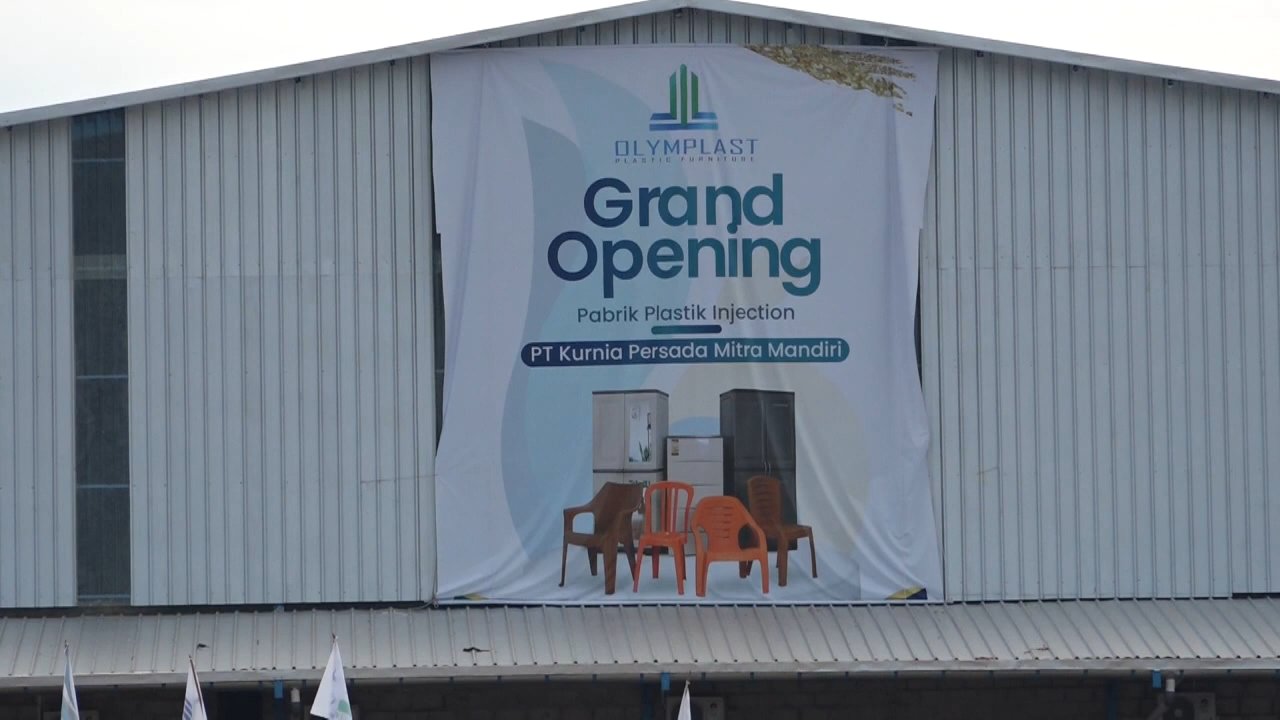 OLYMPLAST
PLASTIC FURNITURE
Grand
Opening
Pabrik Plastik Injection
PT Kurnia Persada Mitra Mandiri